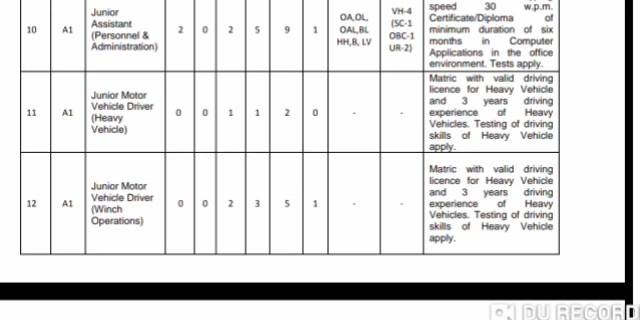 10 A1 Junior Assistant (Personnel & Administration) 2 0 2 5 9 1 OA,OL, OAL,BL HH,B, LV VH-4 (SC-1 OBC-1 UR-2) speed 30 w.p.m. Certificate/Diploma of minimum duration of six months in Computer Applications in the office environment. Tests apply.
11 A1 Junior Motor Vehicle Driver (Heavy Vehicle) 0 0 1 1 2 0 - - Matric with valid driving licence for Heavy Vehicle and 3 years driving experience of Heavy Vehicles. Testing of driving skills of Heavy Vehicle apply.
12 A1 Junior Motor Vehicle Driver (Winch Operations) 0 0 2 3 5 1 - - Matric with valid driving licence for Heavy Vehicle and 3 years driving experience of Heavy Vehicles. Testing of driving skills of Heavy Vehicle apply.
DU RECORD